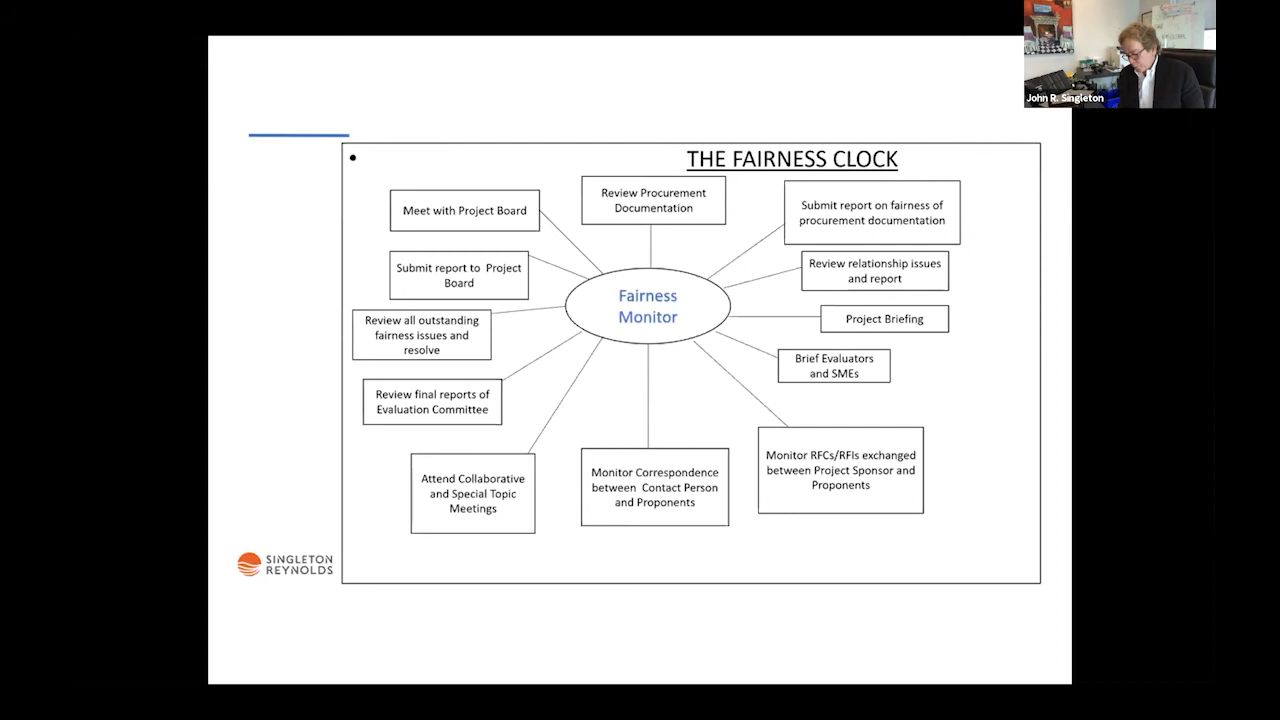 John R. Singleton
•
THE FAIRNESS CLOCK
Review Procurement
Documentation
Submit report on fairness of
procurement documentation
Review relationship issues
and report
Project Briefing
Brief Evaluators
and SMEs
Monitor RFCs/RFIs exchanged
between Project Sponsor and
Proponents
Monitor Correspondence
between Contact Person
and Proponents
Attend Collaborative
and Special Topic
Meetings
Review final reports of
Evaluation Committee
Review all outstanding
fairness issues and
resolve
Submit report to Project
Board
Meet with Project Board
Fairness
Monitor
SINGLETON
REYNOLDS